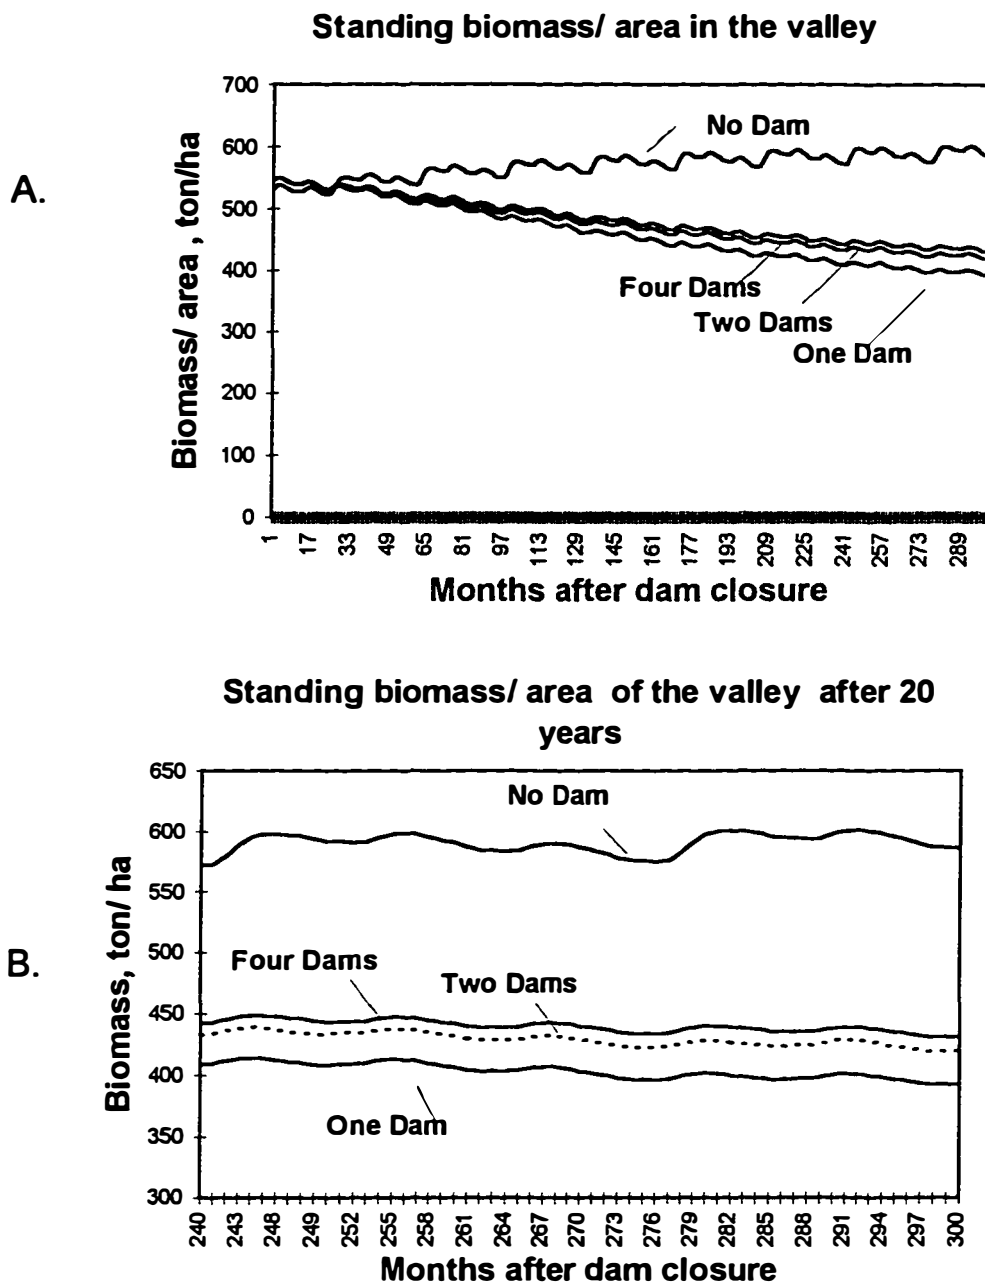 Standing biomass/ area in the valley
A.
Biomass/ area , ton/ha
700
600
500
400
300
200
100
0
No Dam
Four Dams
Two Dams
One Dam
1 17 33 49 65 81 97 113 129 145 161 177 193 209 225 241 257 273 289
Months after dam closure
Standing biomass/ area of the valley after 20
years
B.
Biomass, ton/ ha
650
600
550
500
450
400
350
300
No Dam
Four Dams
Two Dams
One Dam
240 243 246 249 252 255 258 261 264 267 270 273 276 279 282 285 288 291 294 297 300
Months after dam closure